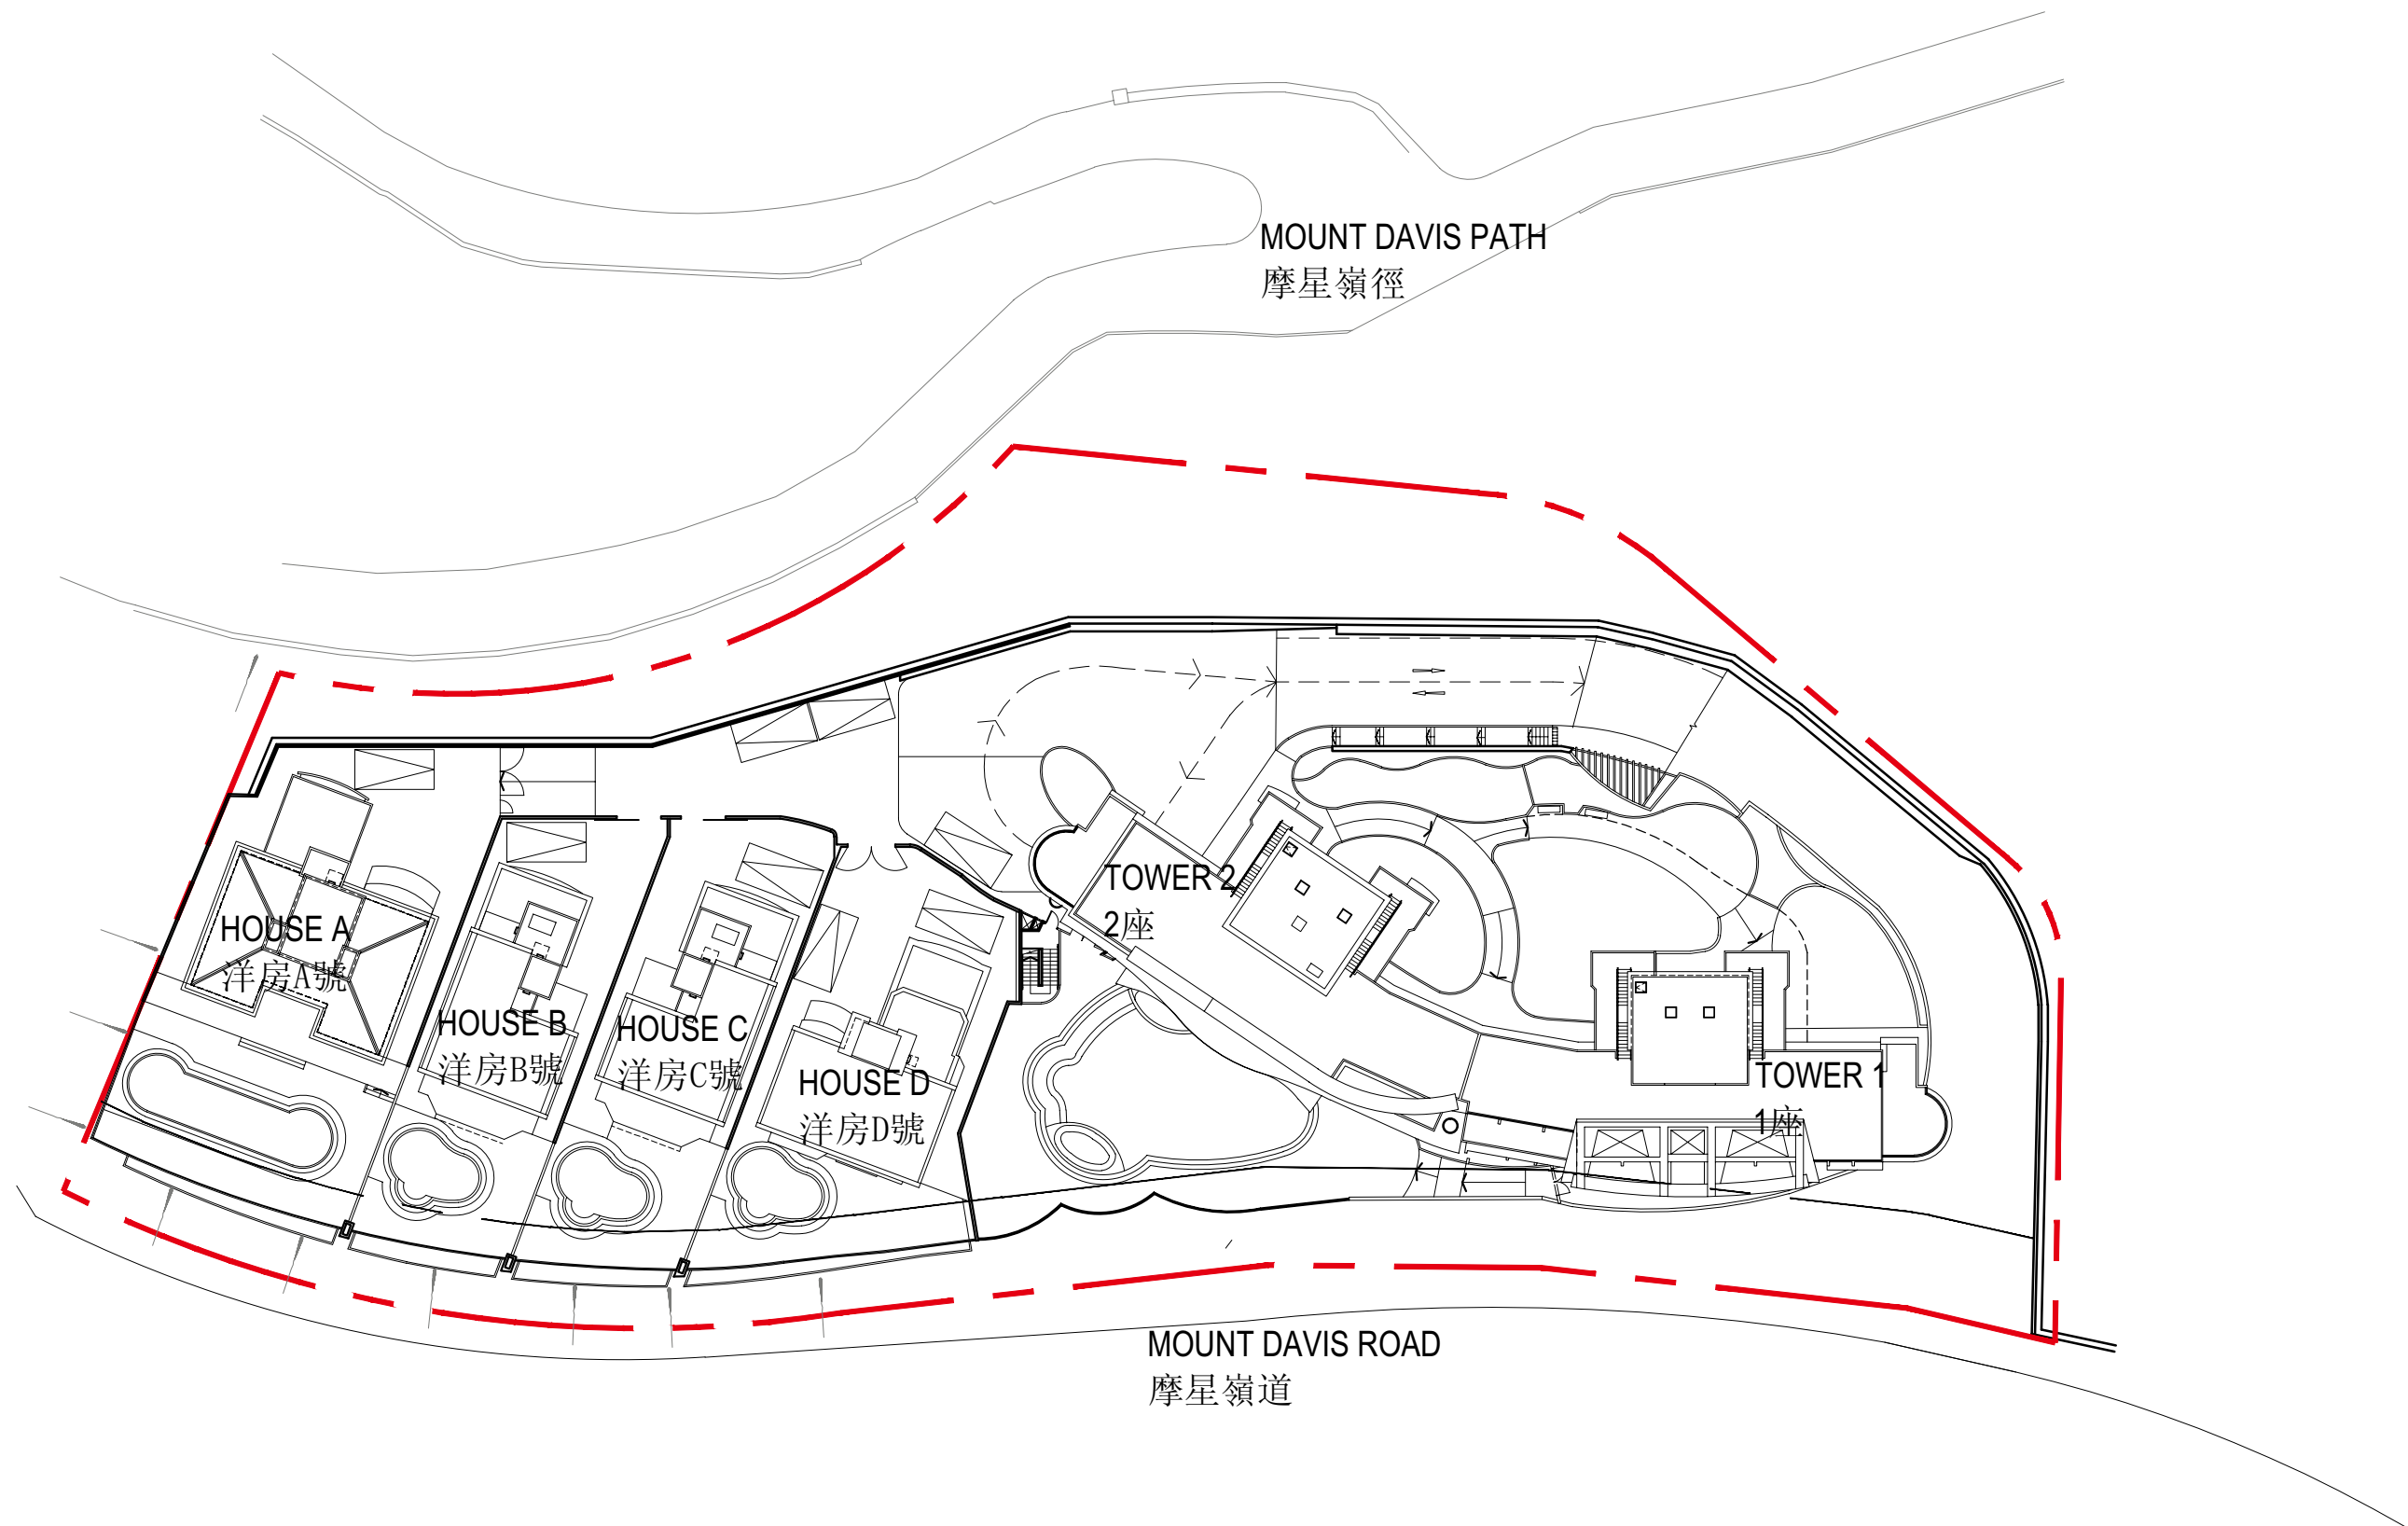 MOUNT DAVIS PATH
摩星嶺徑
TOWER 2
2座
HOUSE A
洋房A號
HOUSE B
洋房B號
HOUSE C
洋房C號
HOUSE D
洋房D號
TOWER 1
1座
MOUNT DAVIS ROAD
摩星嶺道